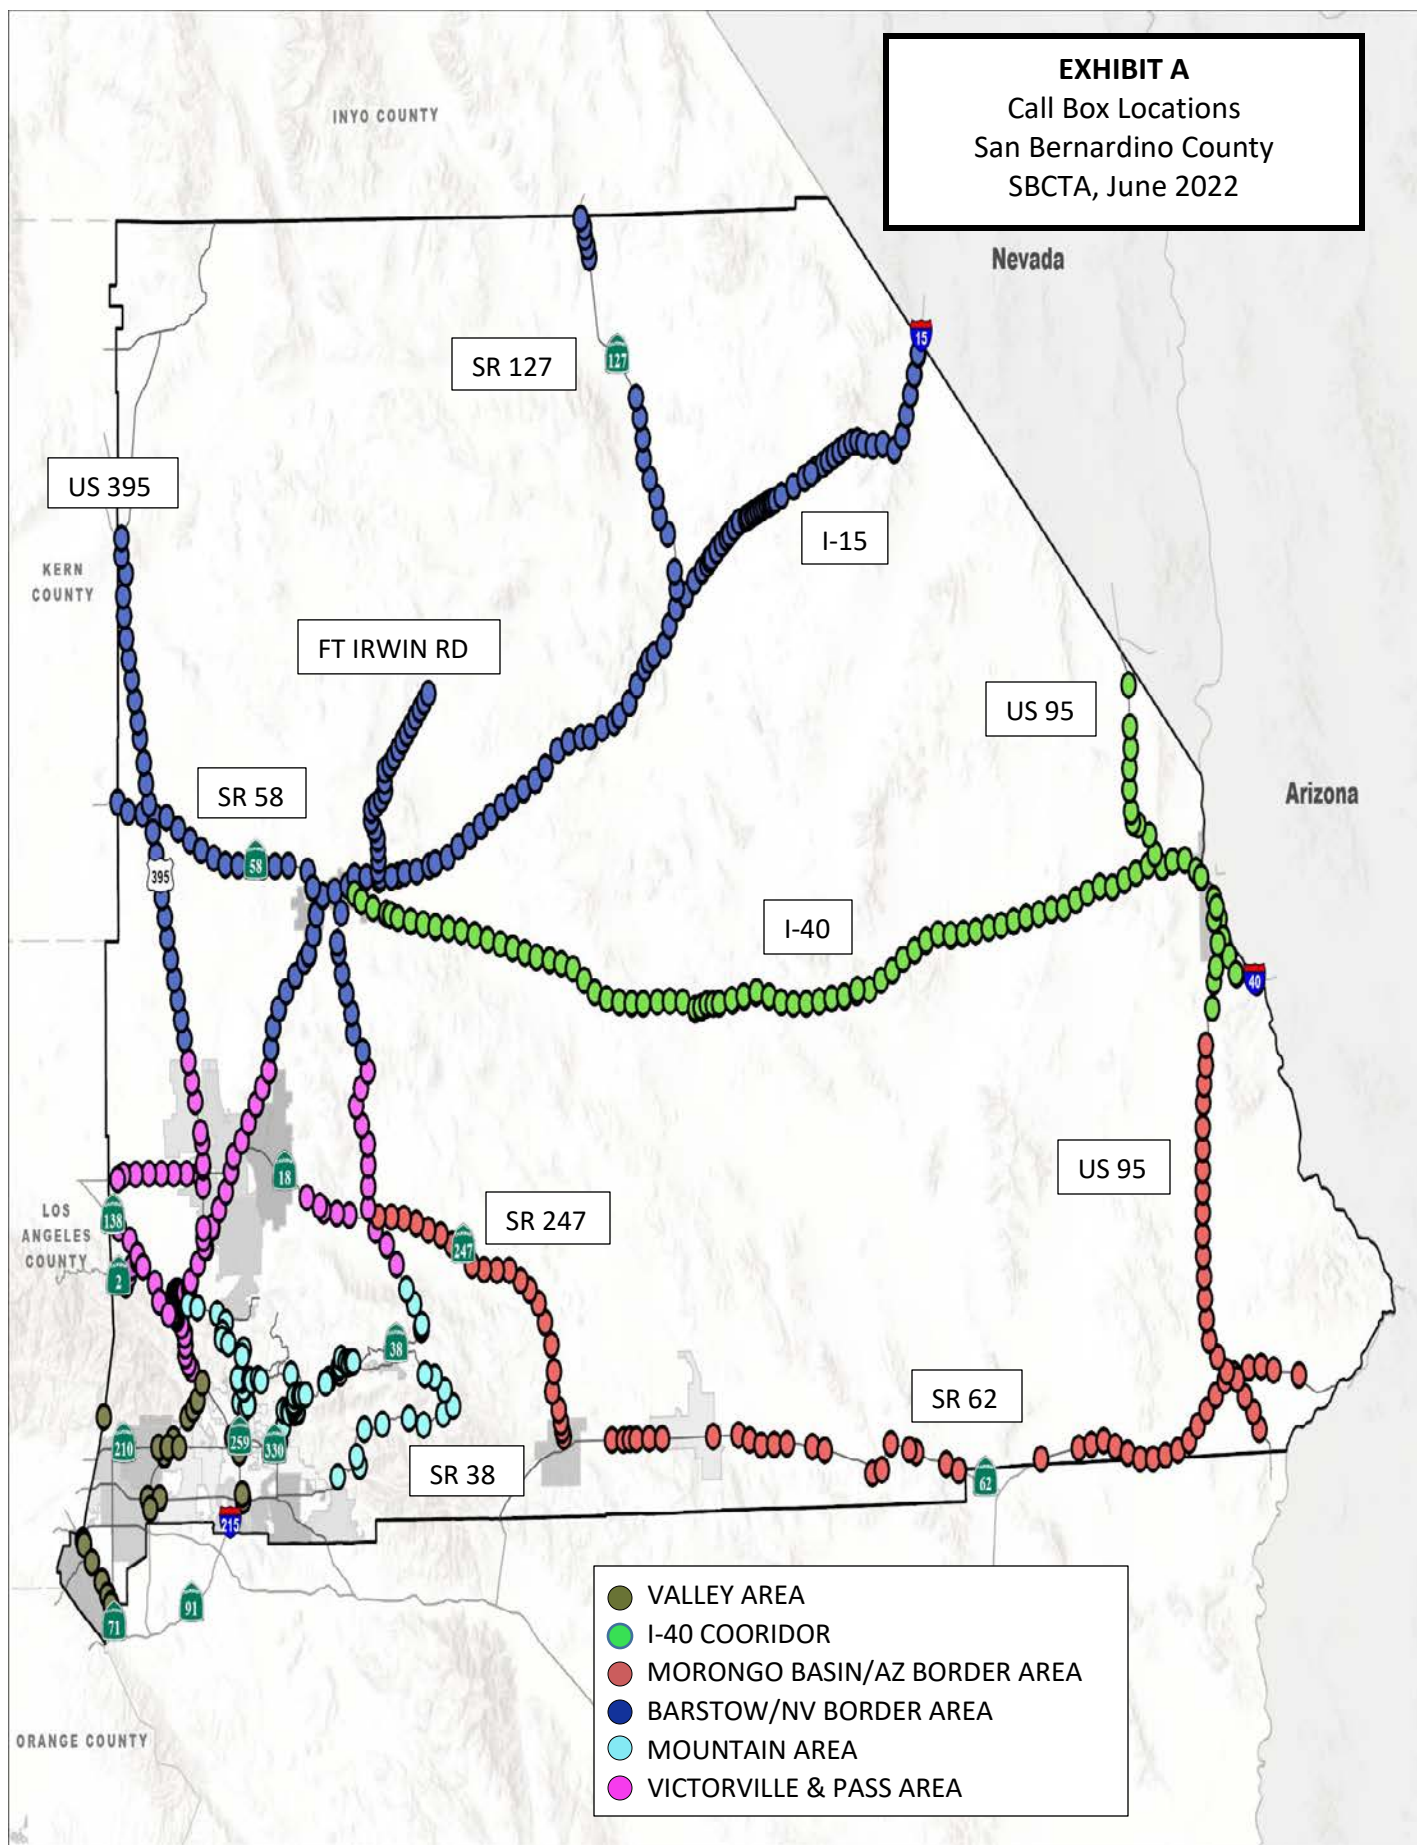 EXHIBIT A
Call Box Locations
San Bernardino County
SBCTA, June 2022
INYO COUNTY
Nevada
15
SR 127
127
US 395
I-15
KERN
COUNTY
FT IRWIN RD
US 95
SR 58
Arizona
58
395
I-40
40
US 95
18
LOS
ANGELES
COUNTY
138
SR 247
247
2
38
SR 62
210
259
330
SR 38
62
215
91
71
ORANGE COUNTY
VALLEY AREA
I-40 COORIDOR
MORONGO BASIN/AZ BORDER AREA
BARSTOW/NV BORDER AREA
MOUNTAIN AREA
VICTORVILLE & PASS AREA